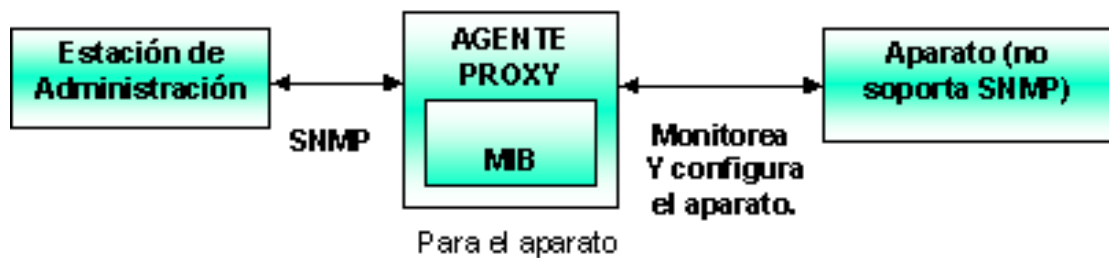 Estación de
Administración
SNMP
AGENTE
PROXY
MIB
Para el aparato
Monitorea
Y configura
el aparato.
Aparato (no
soporta SNMP)